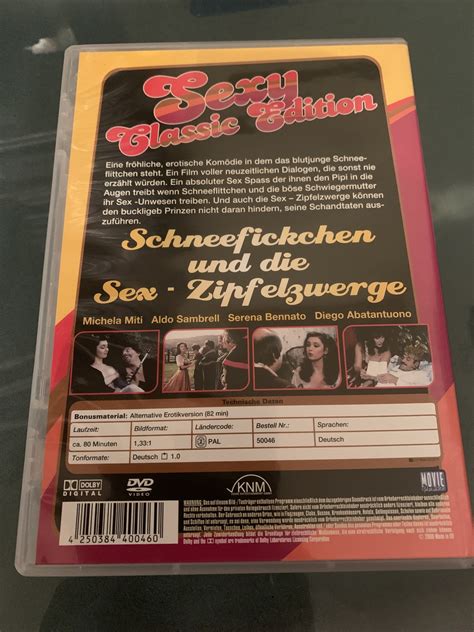 Sexy
Classic Edition
Eine fröhliche, erotische Komödie in dem das blutjunge Schnee-
flittchen steht. Ein Film voller neuzeitlichen Dialogen, die sonst nie
erzählt würden. Ein absoluter Sex Spass der ihnen den Pipi in die
Augen treibt wenn Schneeflittchen und die böse Schwiegermutter
ihr Sex -Unwesen treiben. Und auch die Sex – Zipfelzwerge können
den buckligeb Prinzen nicht daran hindern, seine Schandtaten aus-
zuführen.
Schneefickchen
und die
Sex - Zipfelzwerge
Michela Miti Aldo Sambrell Serena Bennato Diego Abatantuono
Technische Daten
Bonusmaterial: Alternative Erotikversion (82 min)
Laufzeit: Bildformat: Ländercode: Bestell Nr.: Sprachen:
ca. 80 Minuten 1,33:1 PAL 50046 Deutsch
Tonformate: Deutsch 1.0
DOLBY
DIGITAL
DVD
VIDEO
KNM
MOVIE
4 250384 400460